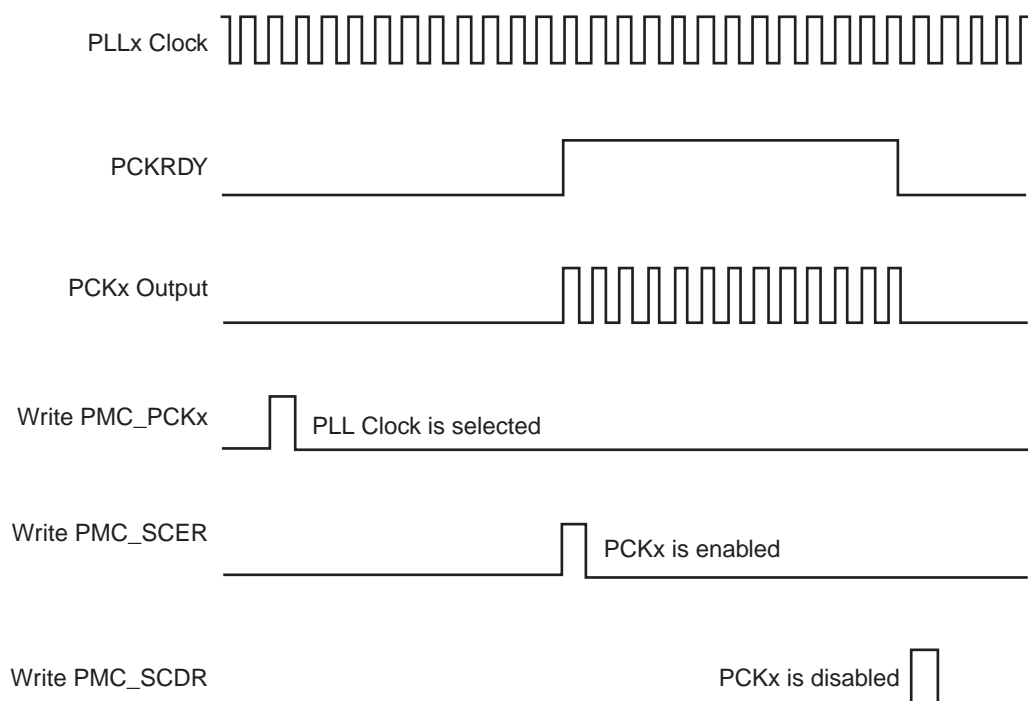 PLLx Clock
PCKRDY
PCKx Output
Write PMC_PCKx
PLL Clock is selected
Write PMC_SCER
PCKx is enabled
Write PMC_SCDR
PCKx is disabled